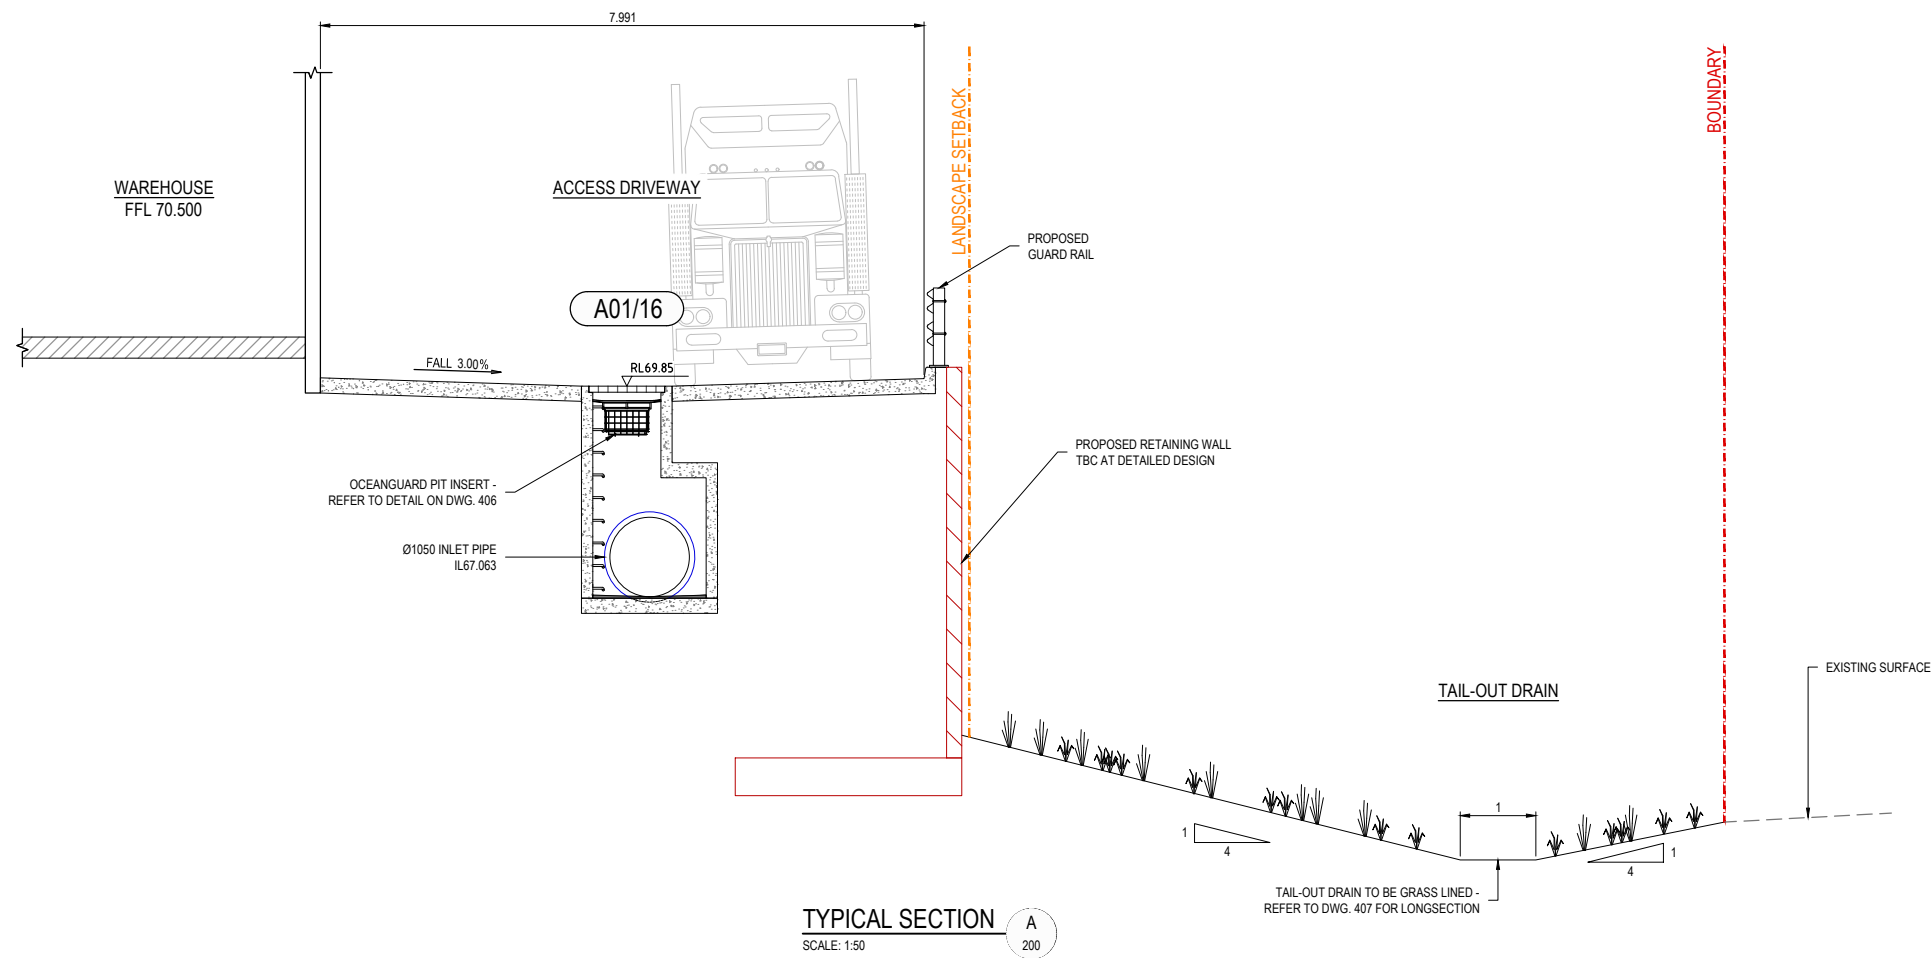 7.991
LANDSCAPE SETBACK
BOUNDARY
WAREHOUSE
FFL 70.500
ACCESS DRIVEWAY
PROPOSED
GUARD RAIL
A01/16
FALL 3.00%
RL69.85
PROPOSED RETAINING WALL
TBC AT DETAILED DESIGN
OCEANGUARD PIT INSERT -
REFER TO DETAIL ON DWG. 406
Ø1050 INLET PIPE
IL67.063
EXISTING SURFACE
TAIL-OUT DRAIN
1
1
4
1
4
TAIL-OUT DRAIN TO BE GRASS LINED -
REFER TO DWG. 407 FOR LONGSECTION
TYPICAL SECTION
SCALE: 1:50
A
200